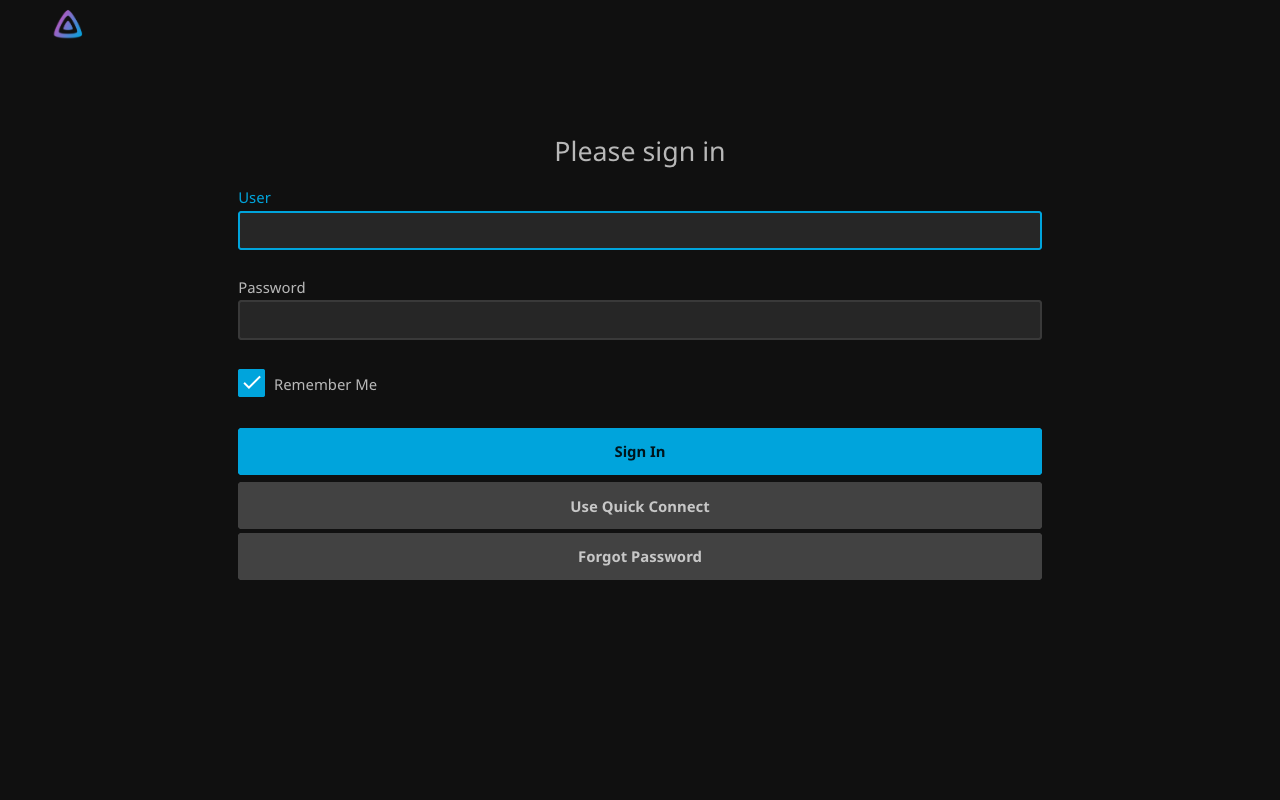 Please sign in
User
Password
Remember Me
Sign In
Use Quick Connect
Forgot Password